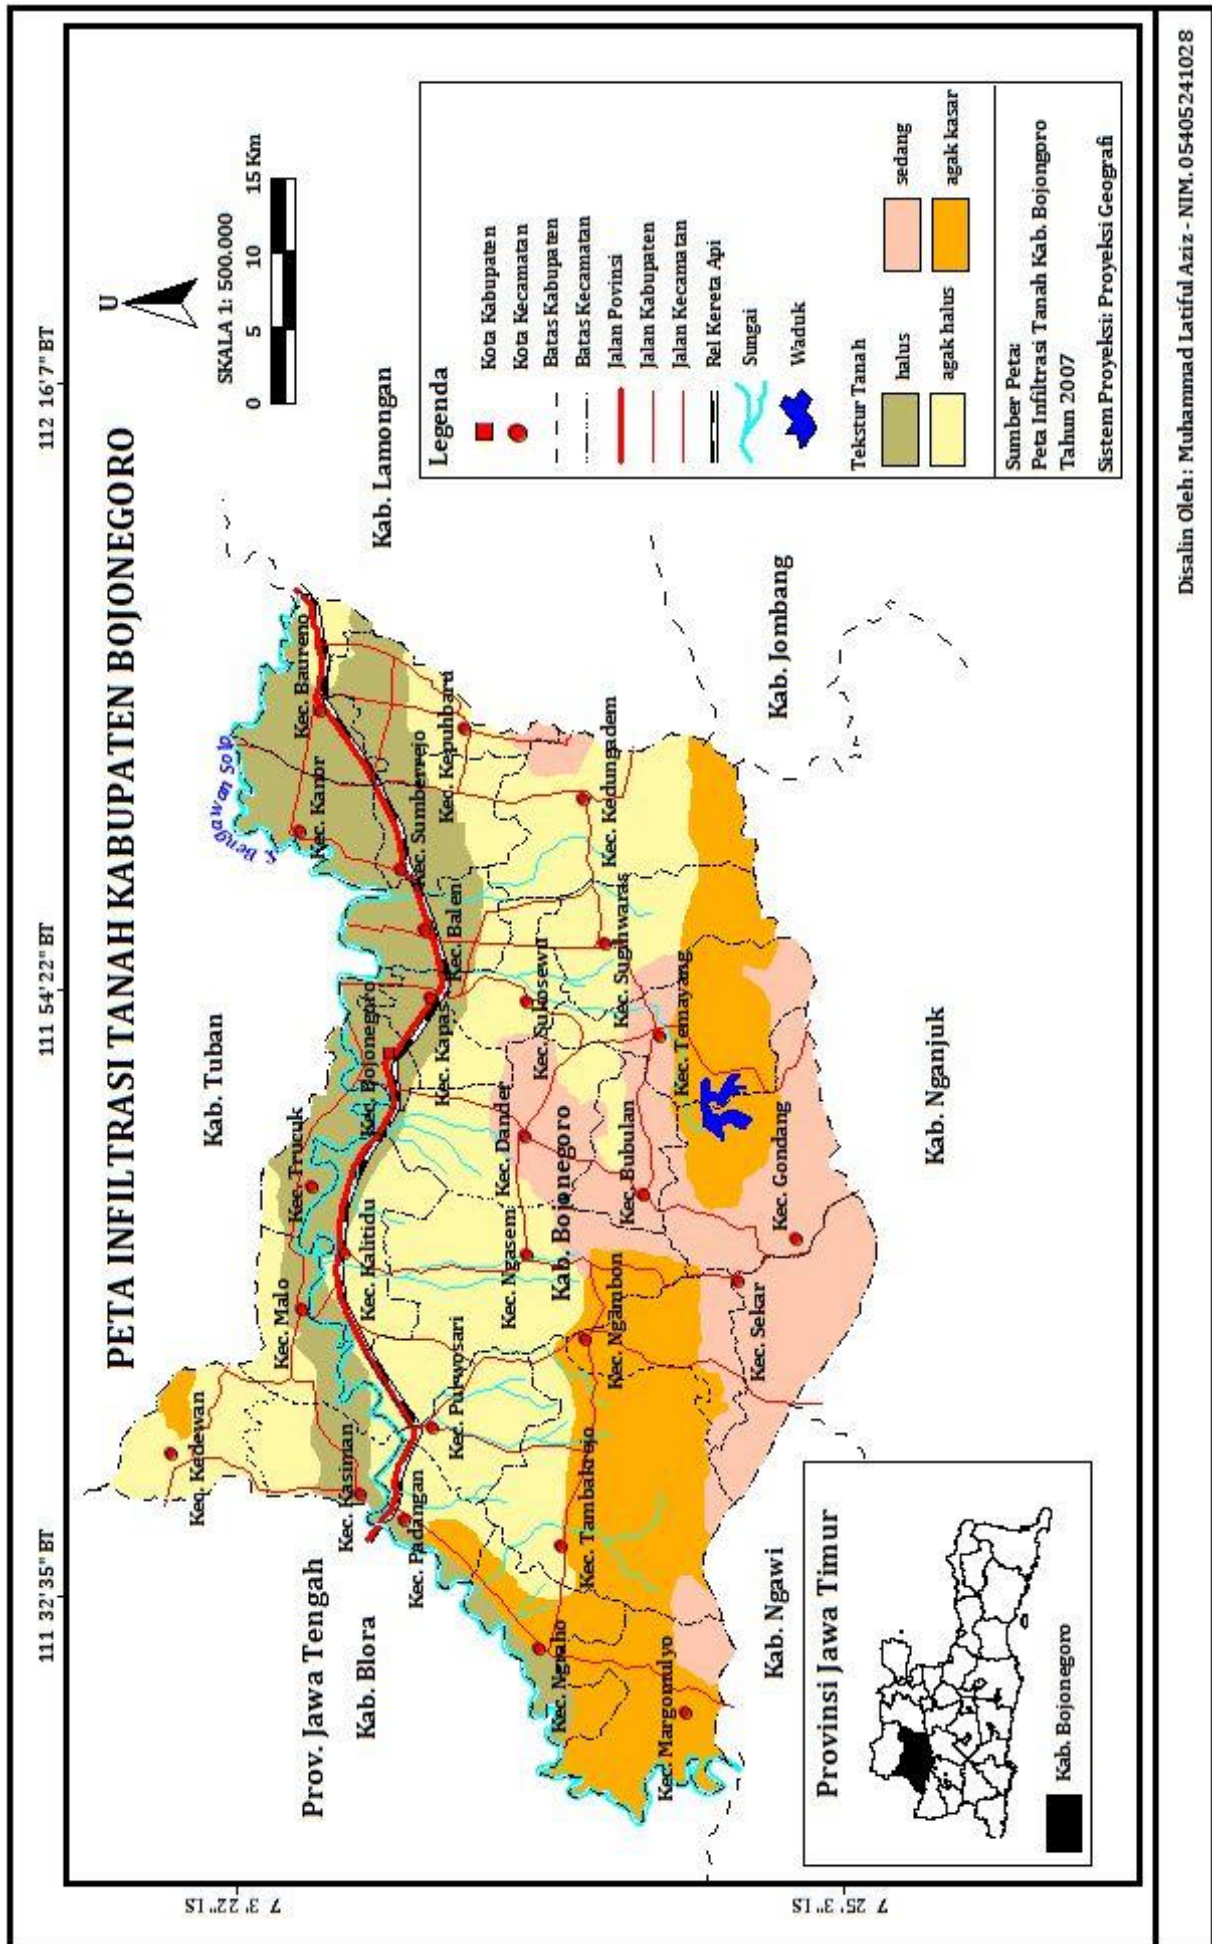 PETA INFILTRASI TANAH KABUPATEN BOJONEGORO
111 32'35" BT
111 54'22" BT
112 16'7" BT
7 3'22" LS
7 25'3" LS
U
SKALA 1: 500.000
0 5 10 15 Km
Prov. Jawa Tengah
Kab. Blora
Kab. Tuban
Kab. Lamongan
Kab. Jombang
Kab. Nganjuk
Kab. Ngawi
Kab. Bojonegoro
S. Bengawan Solo
Kec. Kedewan
Kec. Malo
Kec. Trucuk
Kec. Kanor
Kec. Baureno
Kec. Kasiman
Kec. Kalitidu
Kec. Bojonegoro
Kec. Sumberrejo
Kec. Padangan
Kec. Purwosari
Kec. Kapas
Kec. Balen
Kec. Kepuhbaru
Kec. Ngasem
Kec. Dander
Kec. Sukosewu
Kec. Ngraho
Kec. Tambakrejo
Kec. Ngambon
Kec. Bubulan
Kec. Sugihwaras
Kec. Kedungadem
Kec. Margomulyo
Kec. Temayang
Kec. Sekar
Kec. Gondang
Legenda
Kota Kabupaten
Kota Kecamatan
Batas Kabupaten
Batas Kecamatan
Jalan Povinsi
Jalan Kabupaten
Jalan Kecamatan
Rel Kereta Api
Sungai
Waduk
Tekstur Tanah
halus
sedang
agak halus
agak kasar
Sumber Peta:
Peta Infiltrasi Tanah Kab. Bojongoro
Tahun 2007
Sistem Proyeksi: Proyeksi Geografi
Provinsi Jawa Timur
Kab. Bojonegoro
Disalin Oleh : Muhammad Latiful Aziz - NIM. 05405241028